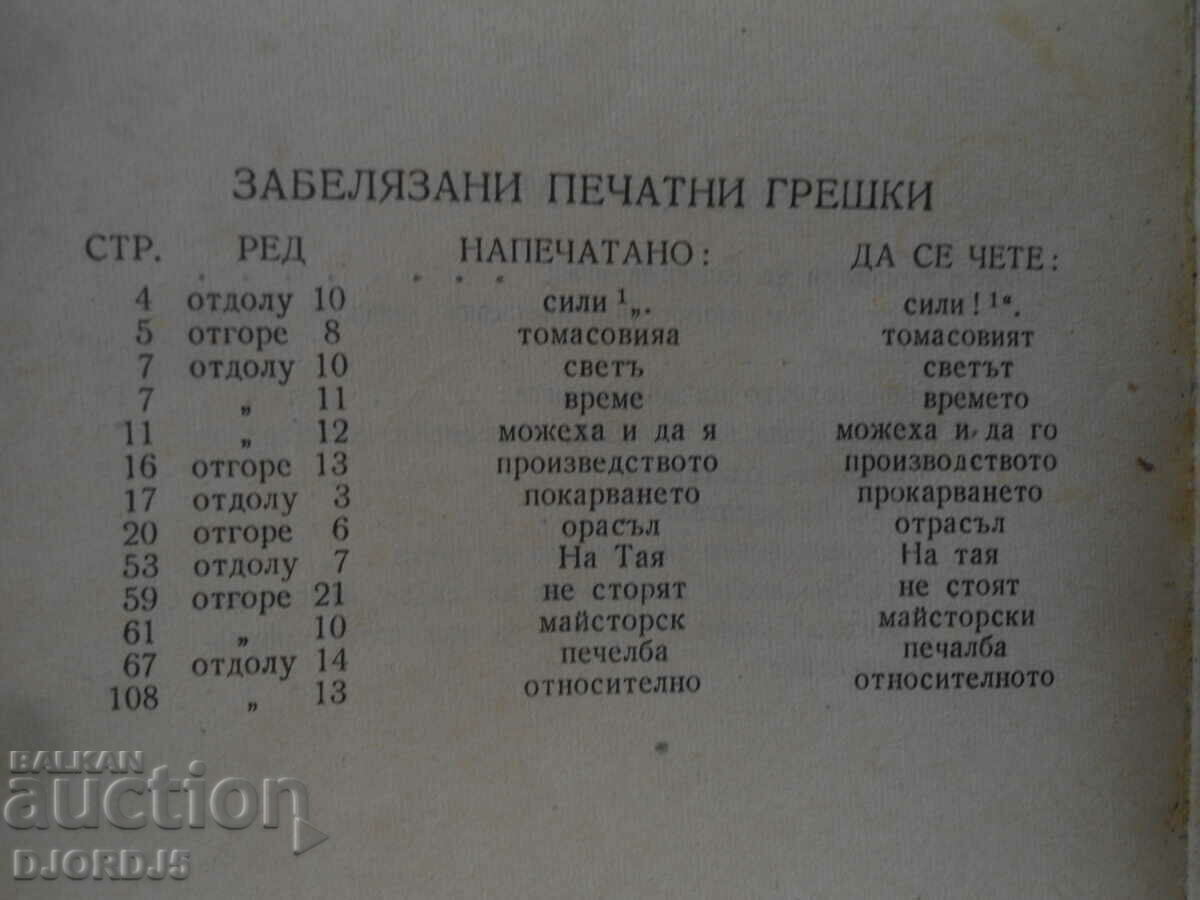 ЗАБЕЛЯЗАНИ ПЕЧАТНИ ГРЕШКИ
СТР. РЕД НАПЕЧАТАНО: ДА СЕ ЧЕТЕ:
4 отдолу 10 сили ¹„. сили ! ¹“.
5 отгоре 8 томасовияа томасовият
7 отдолу 10 светъ светът
7 „ 11 време времето
11 „ 12 можеха и да я можеха и да го
16 отгоре 13 произведството производството
17 отдолу 3 покарването прокарването
20 отгоре 6 орасъл отрасъл
53 отдолу 7 На Тая На тая
59 отгоре 21 не сторят не стоят
61 „ 10 майсторск майсторски
67 отдолу 14 печелба печалба
108 „ 13 относително относителното
BALKAN
auction
DJORDJ5